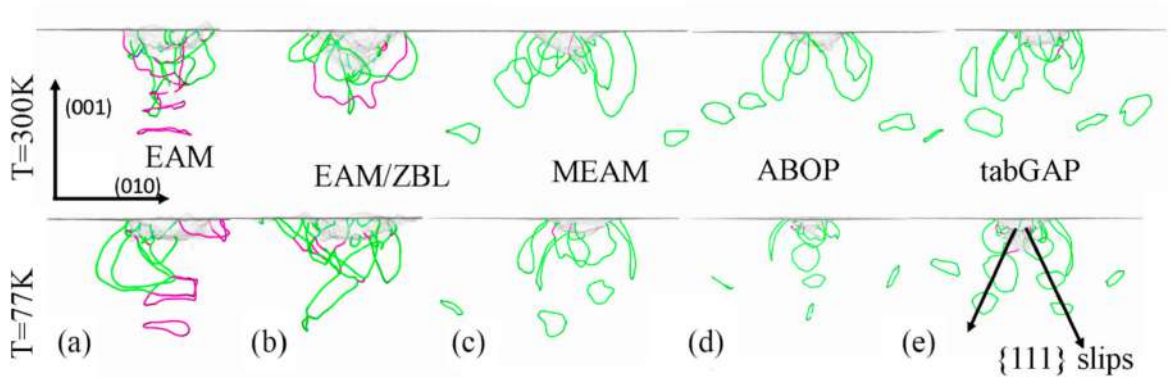 T=300K
(001)
(010)
EAM
EAM/ZBL
MEAM
ABOP
tabGAP
T=77K
(a)
(b)
(c)
(d)
(e)
{111} slips